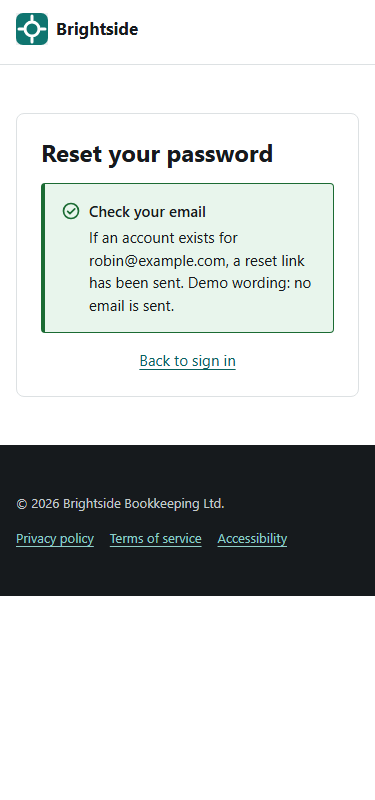 Brightside
Reset your password
Check your email
If an account exists for
robin@example.com, a reset link
has been sent. Demo wording: no
email is sent.
Back to sign in
© 2026 Brightside Bookkeeping Ltd.
Privacy policy Terms of service Accessibility